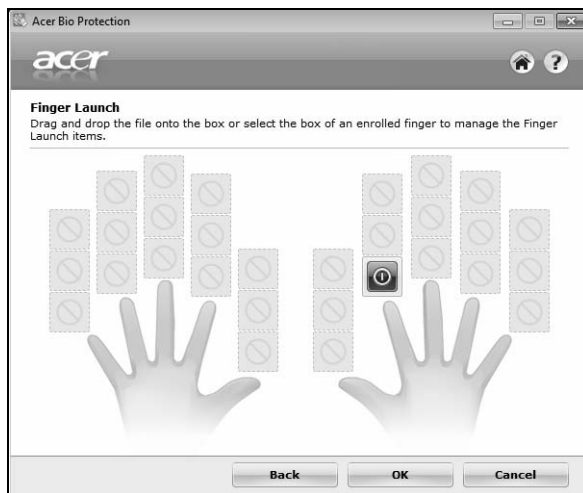 Acer Bio Protection
acer
?
Finger Launch
Drag and drop the file onto the box or select the box of an enrolled finger to manage the Finger
Launch items.
Back
OK
Cancel